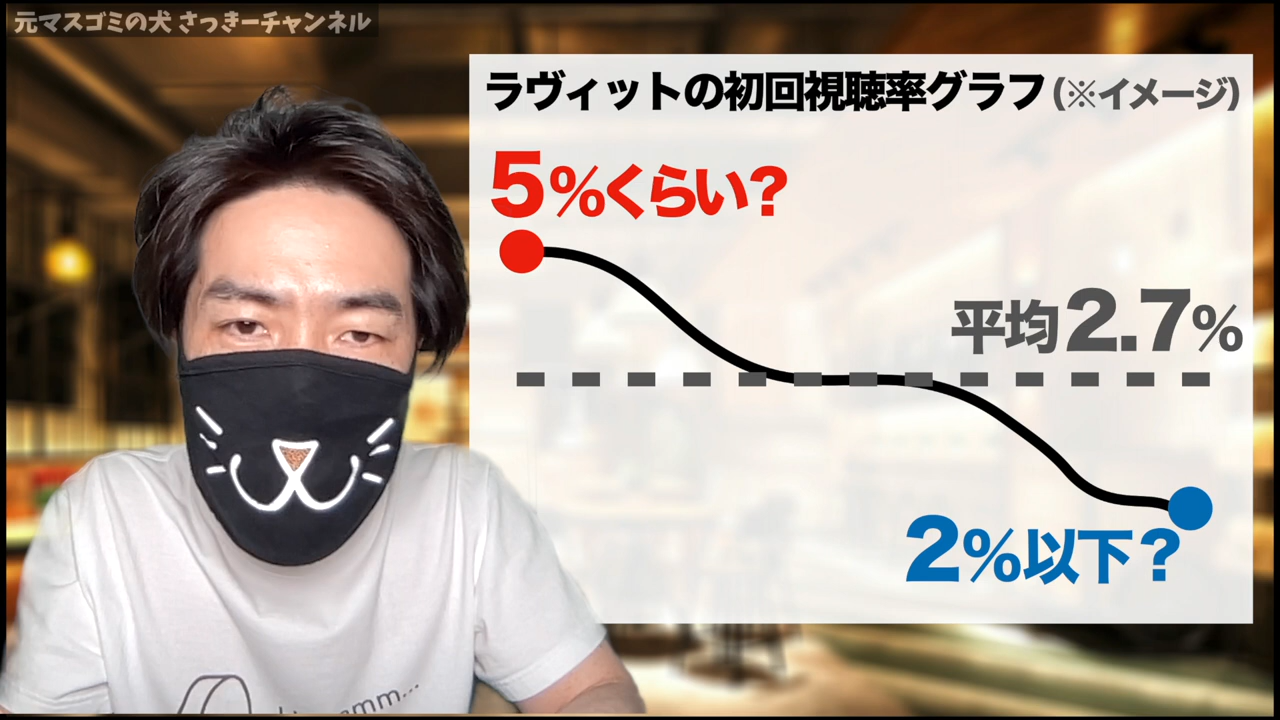 元マスゴミの犬 さっきーチャンネル
ラヴィットの初回視聴率グラフ(※イメージ)
5%くらい?
平均2.7%
2%以下?